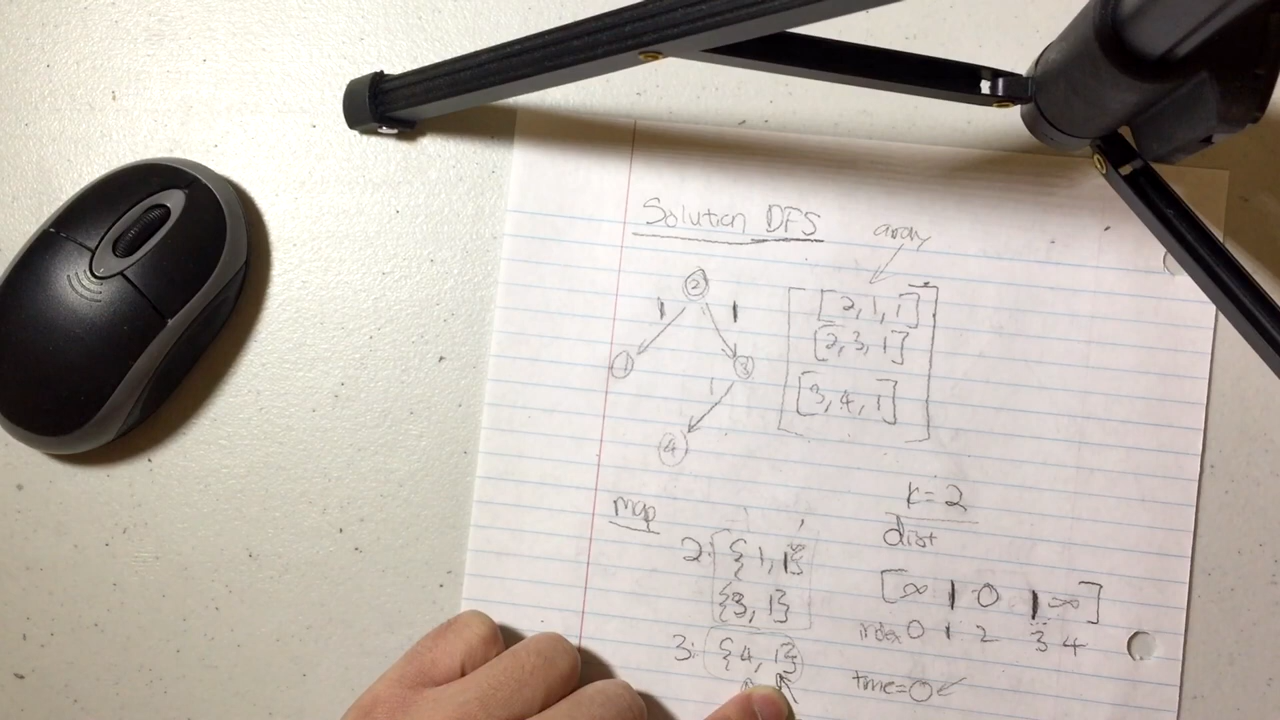 Solution DFS
array
2
1 1
1 3
1
4
[2, 1, 1]
[2, 3, 1]
[3, 4, 1]
map
2: {1, 1}
{3, 1}
3: {4, 1}
K=2
dist
[∞ 1 0 1 ∞]
index 0 1 2 3 4
time=0